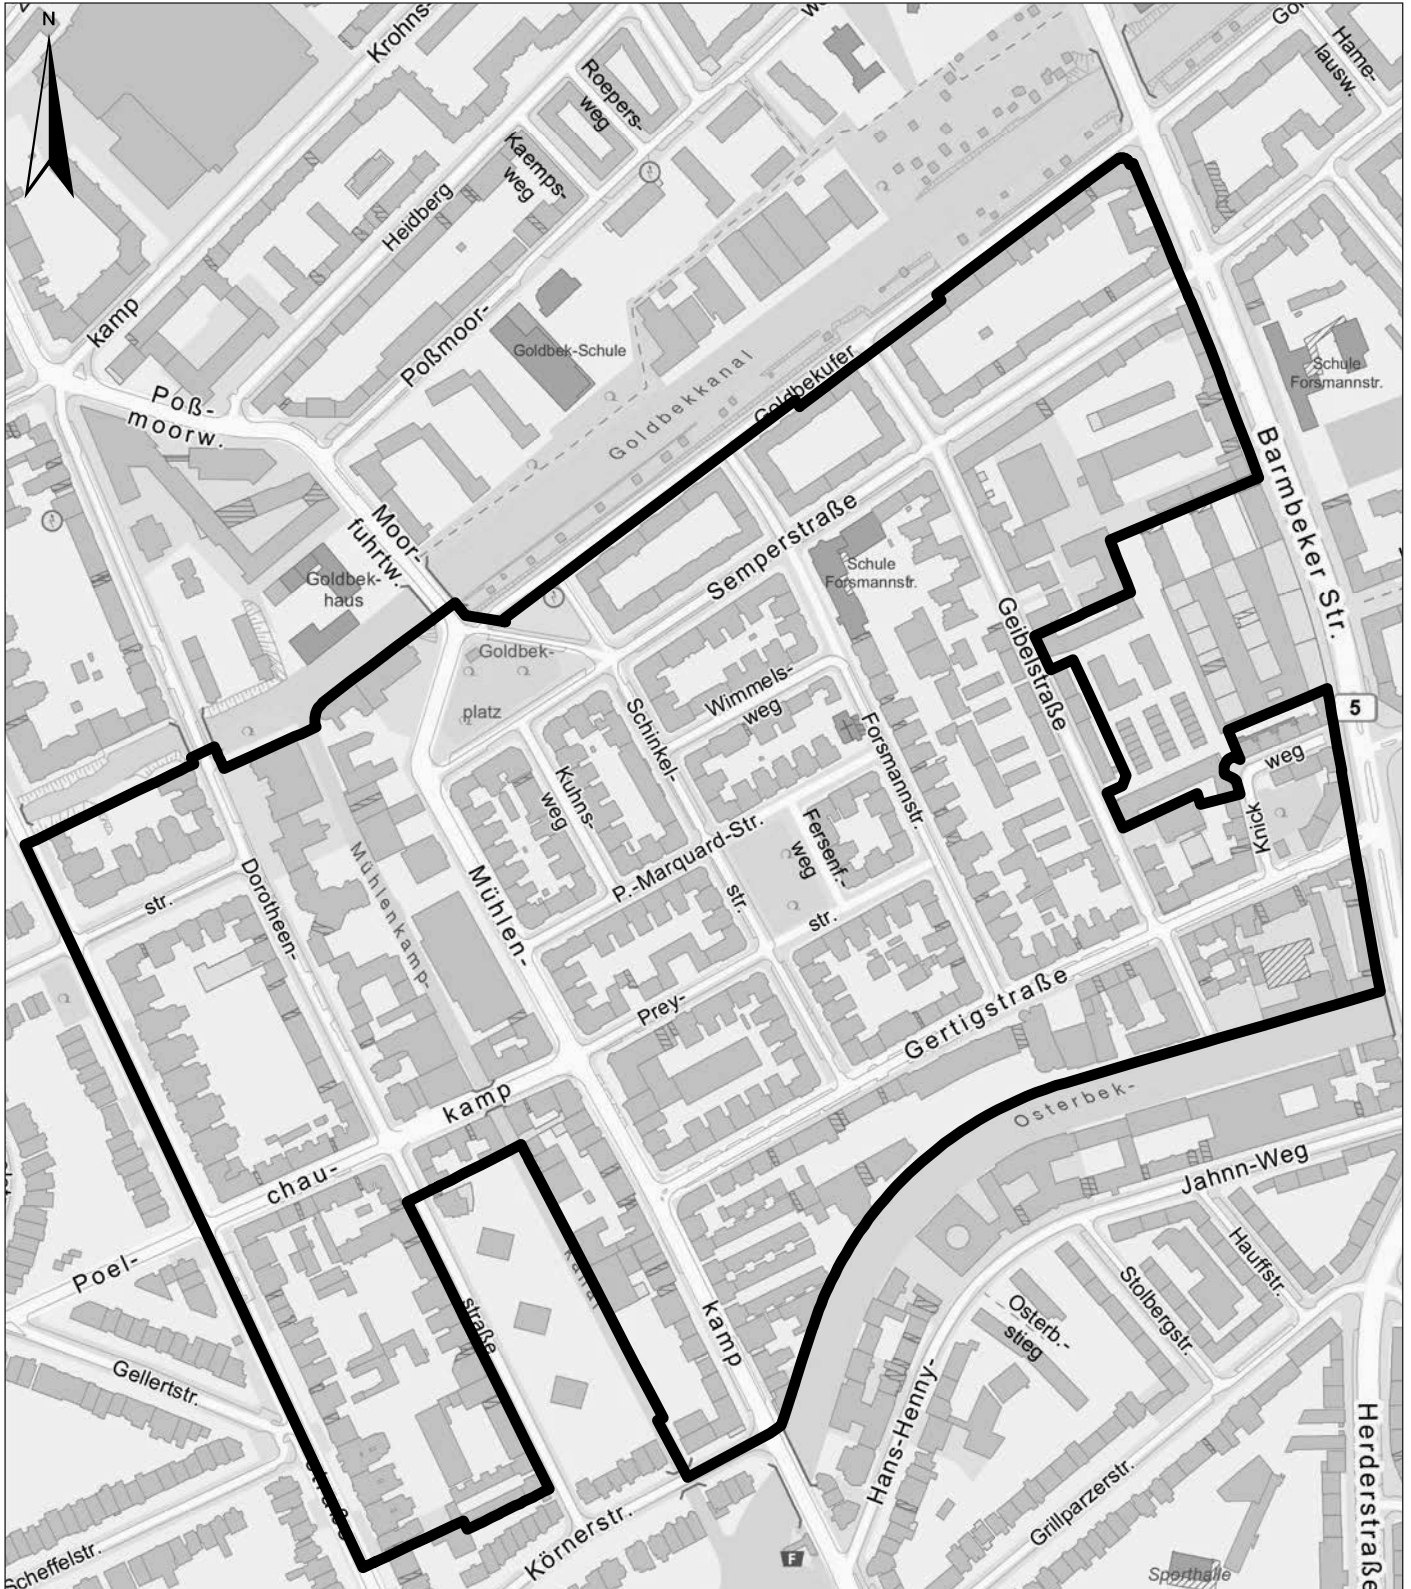 N
Krohns-
kamp
Heidberg
Roepers-
weg
Kaemps-
weg
Poßmoor-
Poß-
moorw.
Goldbek-Schule
Goldbekkanal
Goldbekufer
Hame-
lausw.
Schule
Forsmannstr.
Moor-
fuhrtw.
Goldbek-
haus
Goldbek-
platz
Semperstraße
Schule
Forsmannstr.
Barmbeker Str.
Geibelstraße
5
Wimmels-
weg
Schinkel-
str.
Kuhns-
weg
Forsmannstr.
weg
Knick
P.-Marquard-Str.
Fersenf.-
weg
str.
Dorotheen-
straße
Mühlenkamp-
kanal
Mühlen-
kamp
str.
Prey-
Gertigstraße
Osterbek-
Poel-
chau-
kamp
Jahnn-Weg
Hans-Henny-
Hauffstr.
Stolbergstr.
Osterb.-
stieg
Gellertstr.
Scheffelstr.
straße
Körnerstr.
F
Grillparzerstr.
Herderstraße
Sporthalle